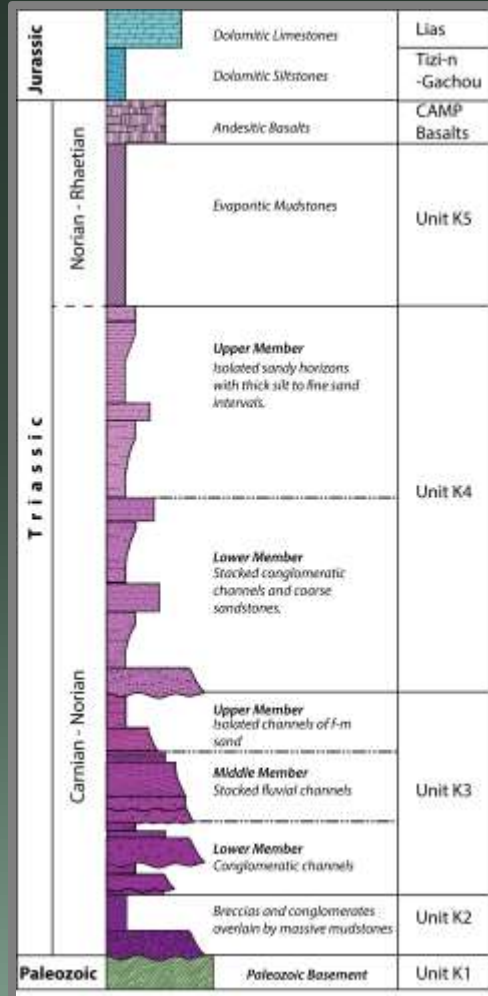 Jurassic
Dolomitic Limestones
Lias
Dolomitic Siltstones
Tizi-n
-Gachou
Triassic
Norian - Rhaetian
Andesitic Basalts
CAMP
Basalts
Evaporitic Mudstones
Unit K5
Carnian - Norian
Upper Member
Isolated sandy horizons
with thick silt to fine sand
intervals.
Unit K4
Lower Member
Stacked conglomeratic
channels and coarse
sandstones.
Upper Member
Isolated channels of f-m
sand
Middle Member
Stacked fluvial channels
Unit K3
Lower Member
Conglomeratic channels
Breccias and conglomerates
overlain by massive mudstones
Unit K2
Paleozoic
Paleozoic Basement
Unit K1